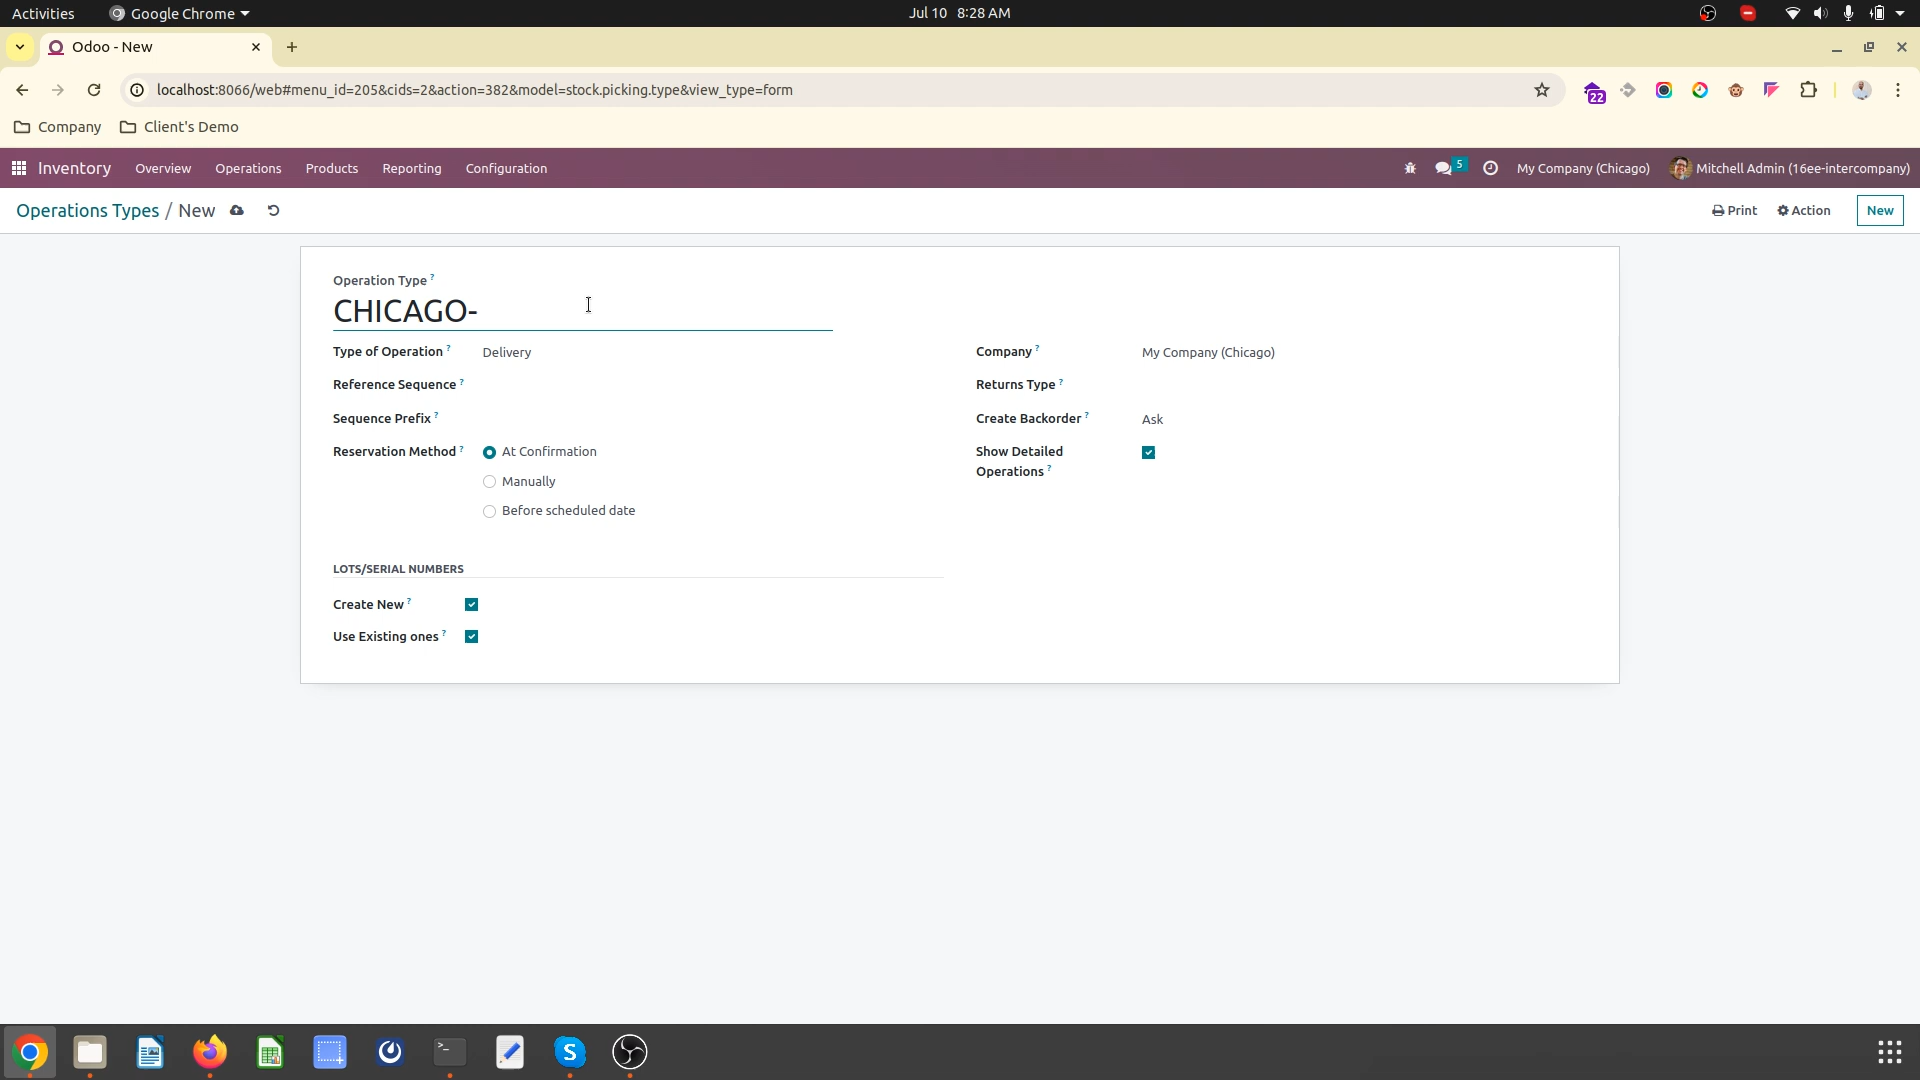 Activities Google Chrome Jul 10 8:28 AM
Odoo - New
localhost:8066/web#menu_id=205&cids=2&action=382&model=stock.picking.type&view_type=form 22
Company Client's Demo
Inventory Overview Operations Products Reporting Configuration 5 My Company (Chicago) Mitchell Admin (16ee-intercompany)
Operations Types / New Print Action New
Operation Type ?
CHICAGO-
Type of Operation ? Delivery Company ? My Company (Chicago)
Reference Sequence ? Returns Type ?
Sequence Prefix ? Create Backorder ? Ask
Reservation Method ? At Confirmation Show Detailed
Operations ?
Manually
Before scheduled date
LOTS/SERIAL NUMBERS
Create New ?
Use Existing ones ?